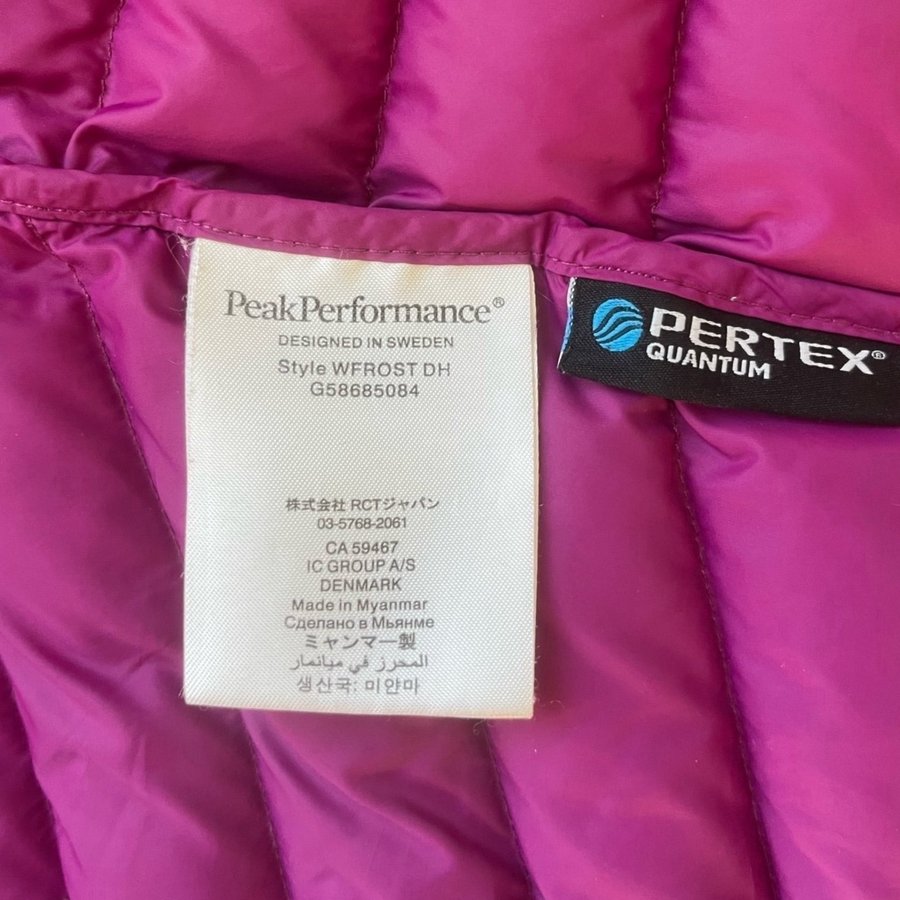 PeakPerformance®
DESIGNED IN SWEDEN
Style WFROST DH
G58685084
株式会社 RCTジャパン
03-5768-2061
CA 59467
IC GROUP A/S
DENMARK
Made in Myanmar
Сделано в Мьянме
ミャンマー製
المحرز في ميانمار
생산국: 미얀마
PERTEX®
QUANTUM